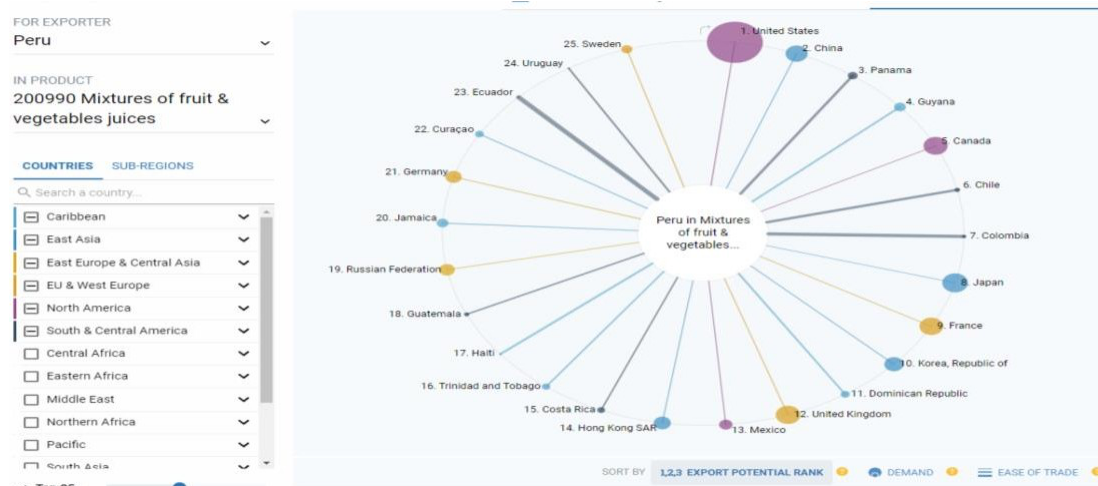 FOR EXPORTER
Peru
IN PRODUCT
200990 Mixtures of fruit &
vegetables juices
COUNTRIES SUB-REGIONS
Search a country...
Caribbean
East Asia
East Europe & Central Asia
EU & West Europe
North America
South & Central America
Central Africa
Eastern Africa
Middle East
Northern Africa
Pacific
South Asia
1. United States
2. China
3. Panama
4. Guyana
5. Canada
6. Chile
7. Colombia
8. Japan
9. France
10. Korea, Republic of
11. Dominican Republic
12. United Kingdom
13. Mexico
14. Hong Kong SAR
15. Costa Rica
16. Trinidad and Tobago
17. Haiti
18. Guatemala
19. Russian Federation
20. Jamaica
21. Germany
22. Curaçao
23. Ecuador
24. Uruguay
25. Sweden
Peru in Mixtures
of fruit &
vegetables...
SORT BY 1,2,3 EXPORT POTENTIAL RANK ? DEMAND ? EASE OF TRADE